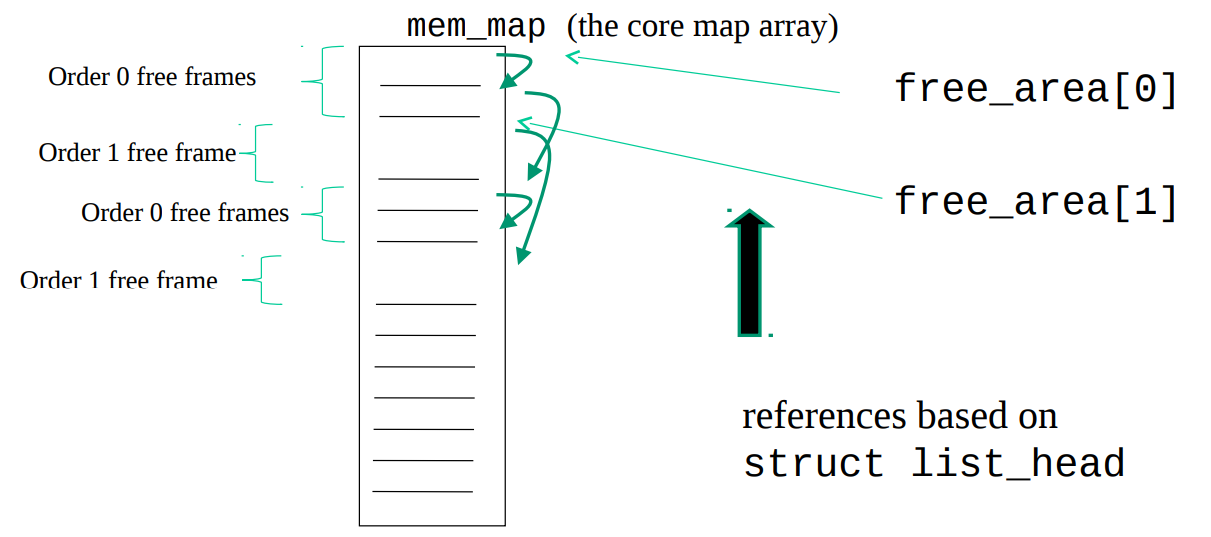 mem_map (the core map array)
Order 0 free frames
free_area[0]
Order 1 free frame
free_area[1]
Order 0 free frames
Order 1 free frame
references based on
struct list_head